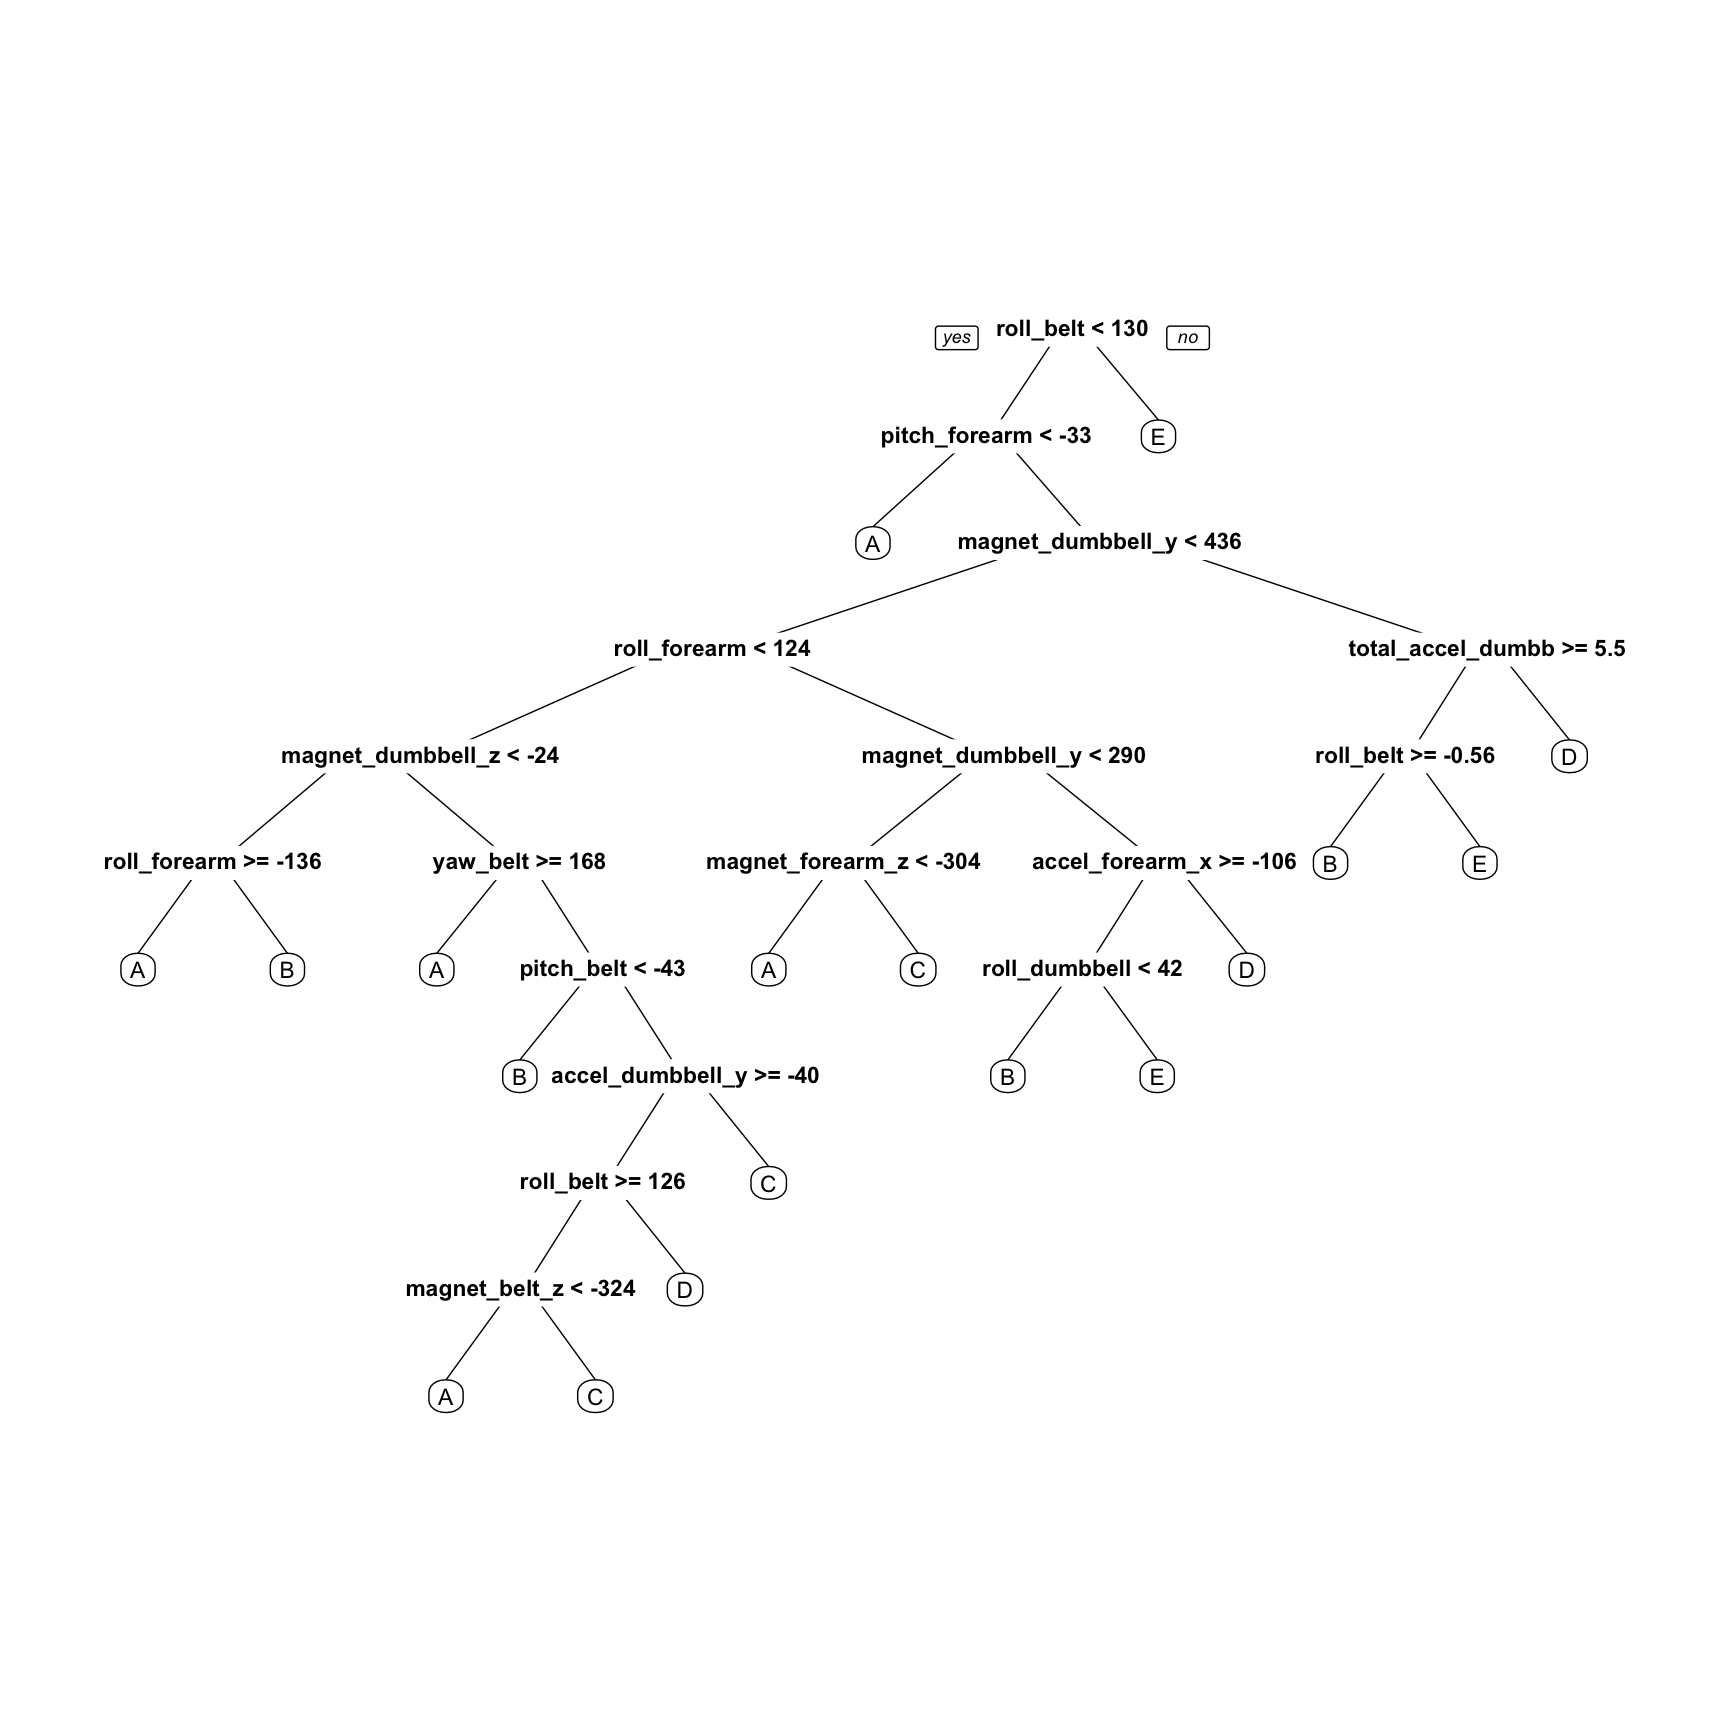 yes roll_belt < 130 no
pitch_forearm < -33 E
A magnet_dumbbell_y < 436
roll_forearm < 124 total_accel_dumbb >= 5.5
magnet_dumbbell_z < -24 magnet_dumbbell_y < 290 roll_belt >= -0.56 D
roll_forearm >= -136 yaw_belt >= 168 magnet_forearm_z < -304 accel_forearm_x >= -106 B E
A B A pitch_belt < -43 A C roll_dumbbell < 42 D
B accel_dumbbell_y >= -40 B E
roll_belt >= 126 C
magnet_belt_z < -324 D
A C